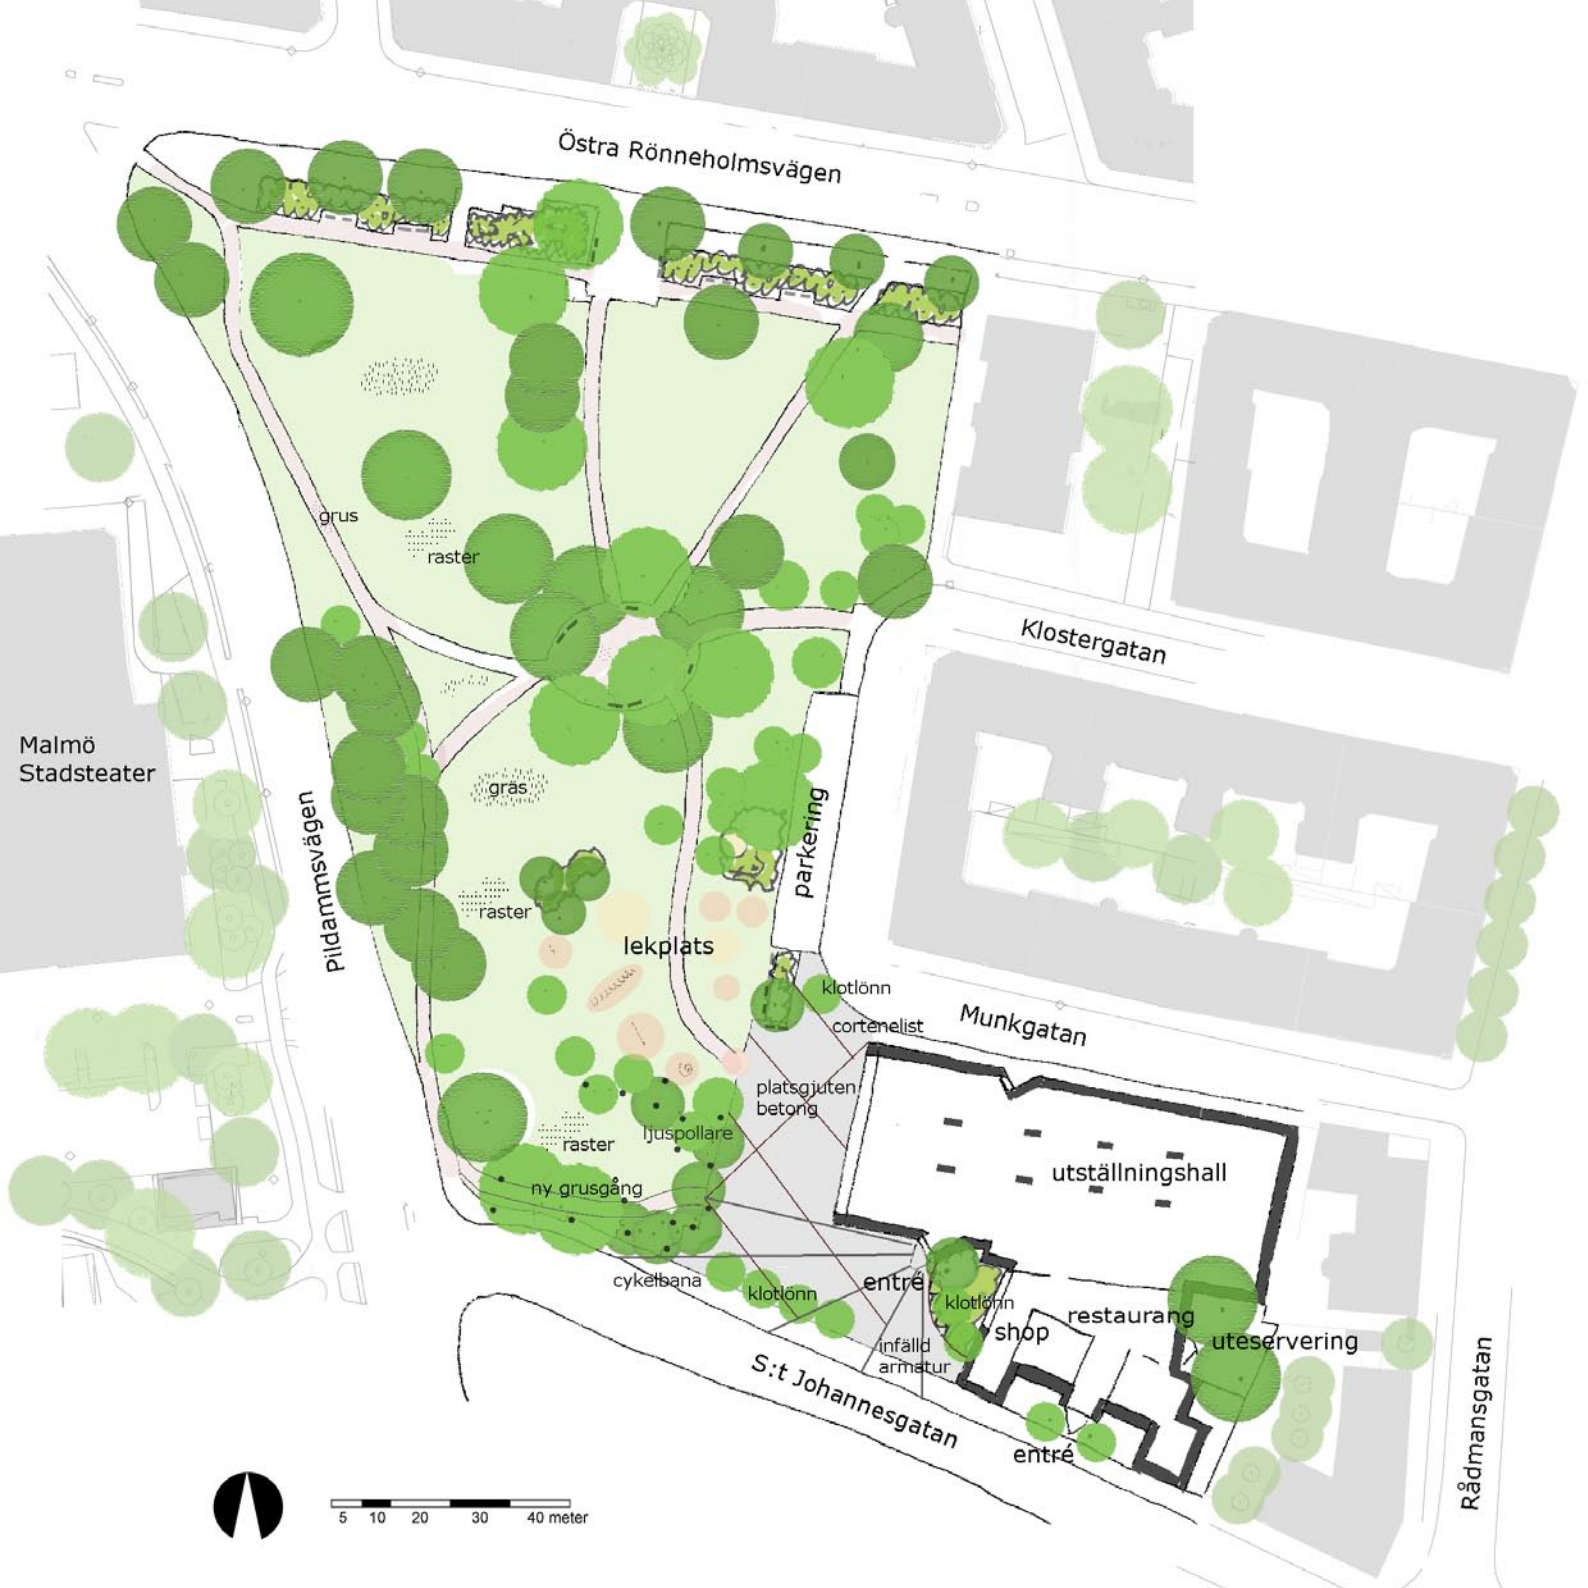 Östra Rönneholmsvägen
grus
raster
Klostergatan
Malmö
Stadsteater
gräs
Pildammsvägen
parkering
raster
lekplats
klotlönn
cortenelist
Munkgatan
platsgjuten
betong
ljuspollare
raster
utställningshall
ny grusgång
cykelbana
entré
klotlönn
klotlönn
restaurang
shop
uteservering
infälld
armatur
S:t Johannesgatan
Rådmansgatan
entré
5 10 20 30 40 meter